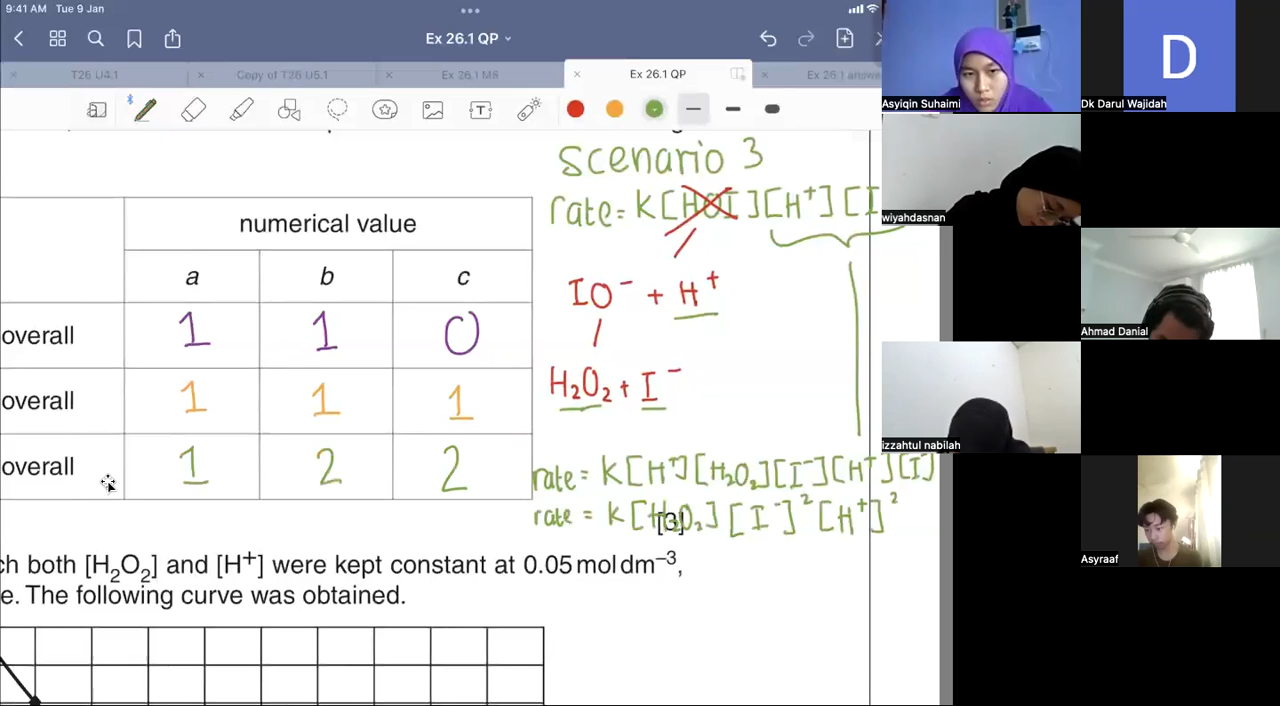 9:41 AM Tue 9 Jan
Ex 26.1 QP
T26 U4.1
Copy of T26 U5.1
Ex 26.1 MS
Ex 26.1 QP
Ex 26.1 answe
T
scenario 3
rate = K[HOI][H⁺][I
numerical value
a b c
IO⁻ + H⁺
overall 1 1 0
H₂O₂ + I⁻
overall 1 1 1
overall 1 2 2
rate = K[H⁺][H₂O₂][I⁻][H⁺][I⁻]
rate = K[H₂O₂][I⁻]²[H⁺]²
[3]
ch both [H₂O₂] and [H⁺] were kept constant at 0.05 mol dm⁻³,
e. The following curve was obtained.
Asyiqin Suhaimi
D
Dk Darul Wajidah
wiyahdasnan
Ahmad Danial
izzahtul nabilah
Asyraaf